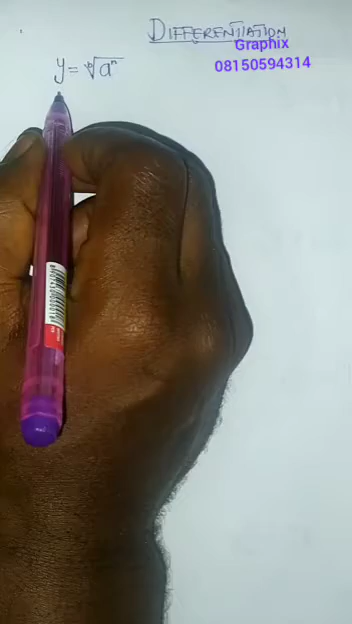 DIFFERENTIATION
Graphix
08150594314
y = √aⁿ